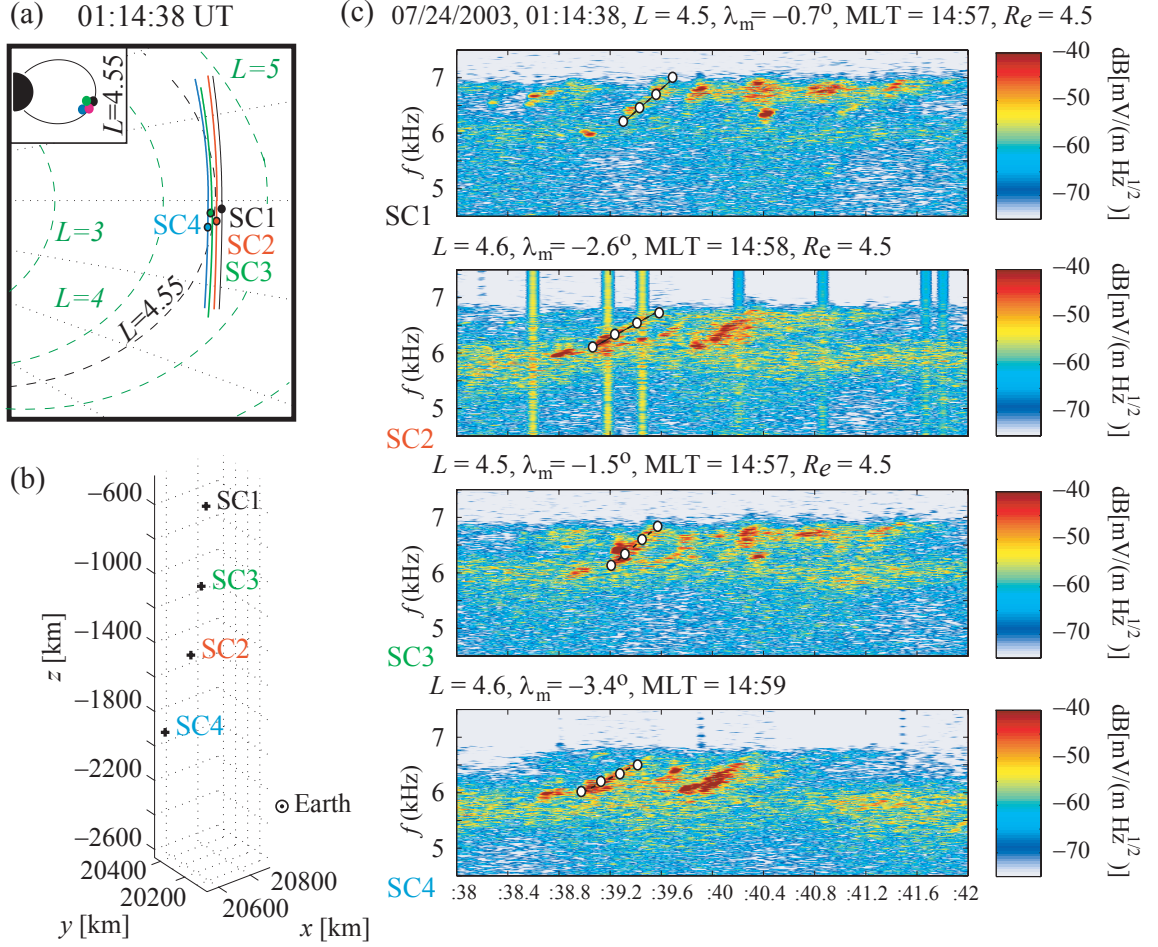 (a) 01:14:38 UT
L=4.55
L=5
SC4
SC1
SC2
SC3
L=3
L=4
L=4.55
(b)
−600
−1000
−1400
−1800
−2200
−2600
z [km]
SC1
SC3
SC2
SC4
Earth
20400
20200
y [km]
20800
20600
x [km]
(c) 07/24/2003, 01:14:38, L = 4.5, λm = −0.7o, MLT = 14:57, Re = 4.5
7
6
5
f (kHz)
SC1
−40
−50
−60
−70
dB[mV/(m Hz1/2)]
L = 4.6, λm= −2.6o, MLT = 14:58, Re = 4.5
7
6
5
f (kHz)
SC2
−40
−50
−60
−70
dB[mV/(m Hz1/2)]
L = 4.5, λm= −1.5o, MLT = 14:57, Re = 4.5
7
6
5
f (kHz)
SC3
−40
−50
−60
−70
dB[mV/(m Hz1/2)]
L = 4.6, λm= −3.4o, MLT = 14:59
7
6
5
f (kHz)
SC4
:38 :38.4 :38.8 :39.2 :39.6 :40 :40.4 :40.8 :41.2 :41.6 :42
−40
−50
−60
−70
dB[mV/(m Hz1/2)]